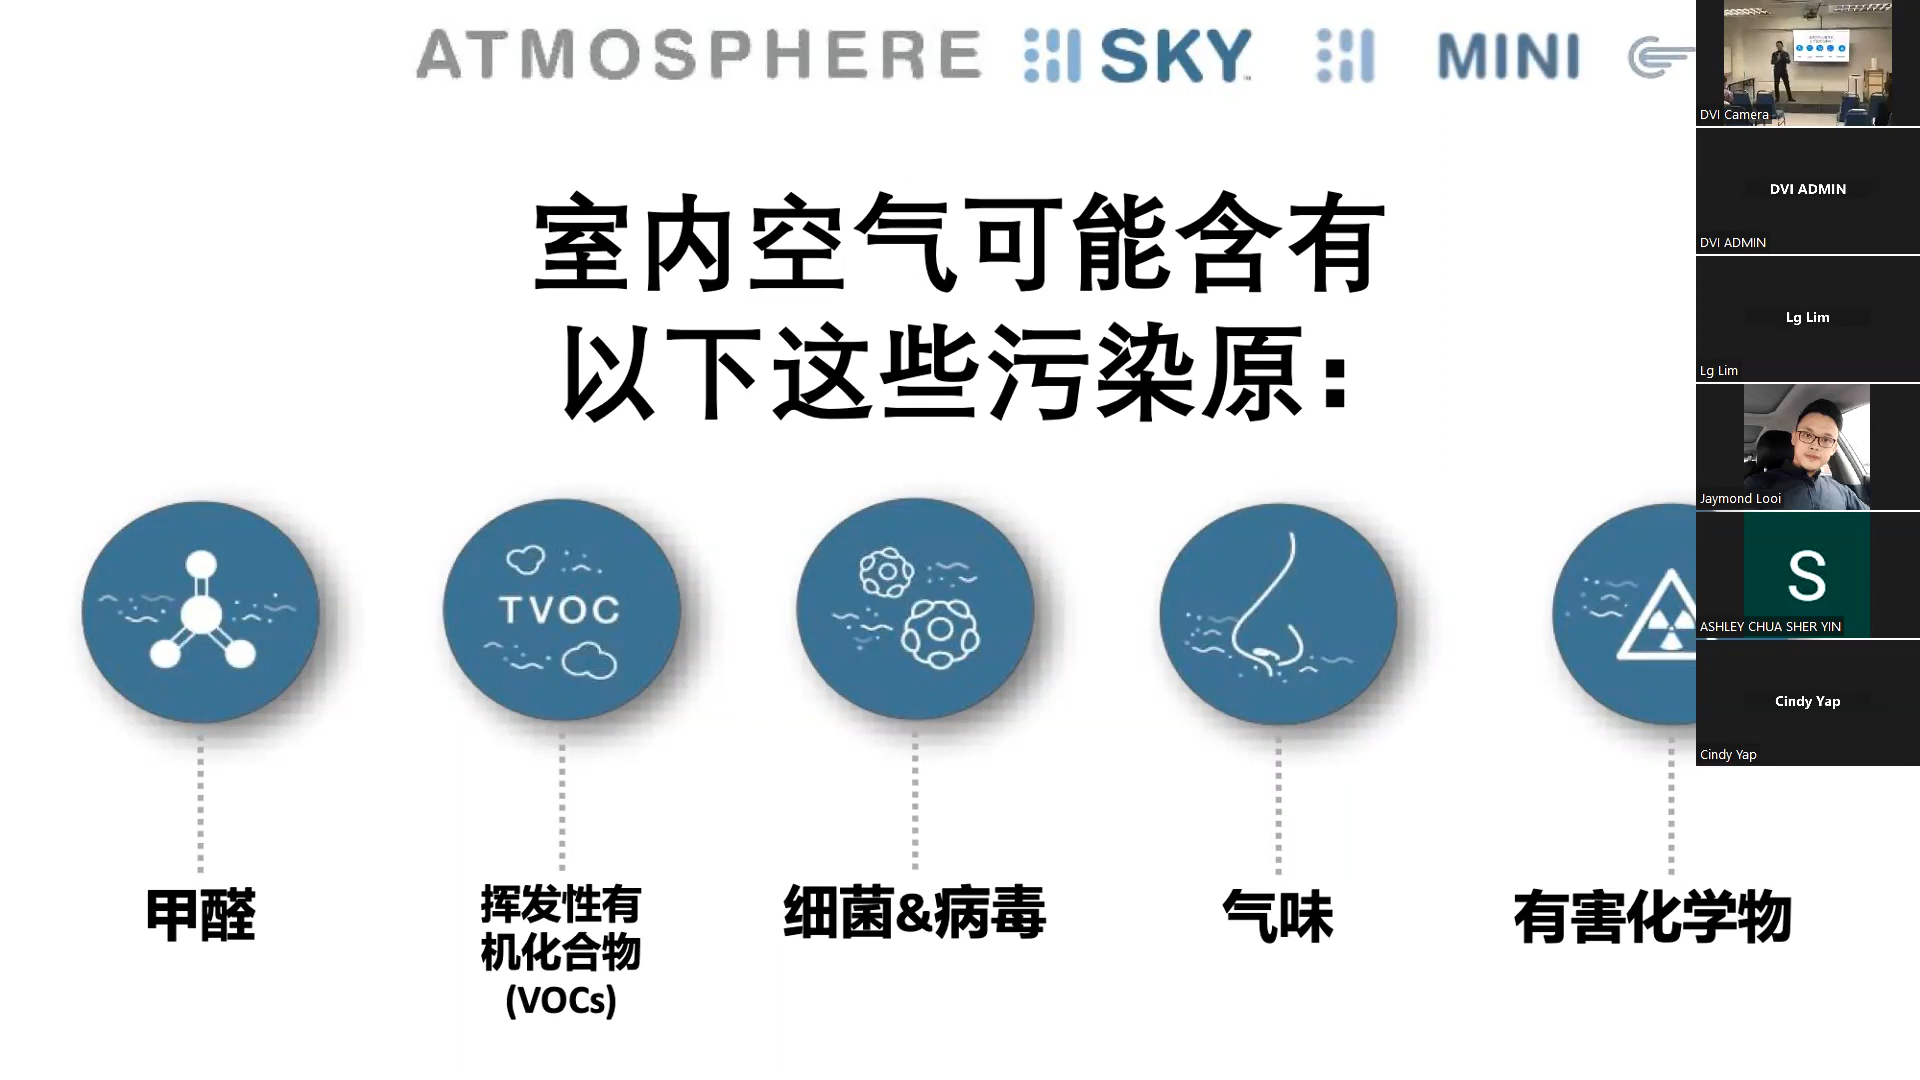 ATMOSPHERE SKY™ MINI
室内空气可能含有
以下这些污染原：
TVOC
甲醛
挥发性有
机化合物
(VOCs)
细菌&病毒
气味
有害化学物
DVI Camera
DVI ADMIN
DVI ADMIN
Lg Lim
Lg Lim
Jaymond Looi
S
ASHLEY CHUA SHER YIN
Cindy Yap
Cindy Yap